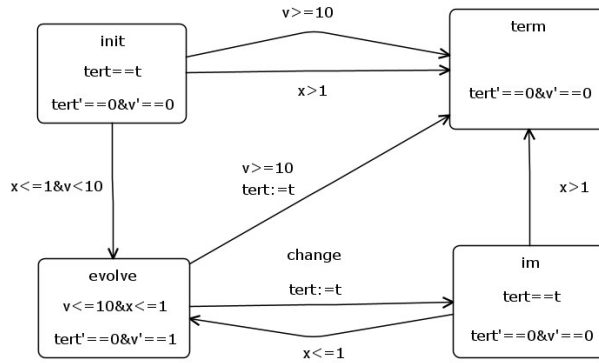 init
tert==t
tert'==0&v'==0
v>=10
x>1
term
tert'==0&v'==0
x<=1&v<10
v>=10
tert:=t
x>1
evolve
v<=10&x<=1
tert'==0&v'==1
change
tert:=t
x<=1
im
tert==t
tert'==0&v'==0